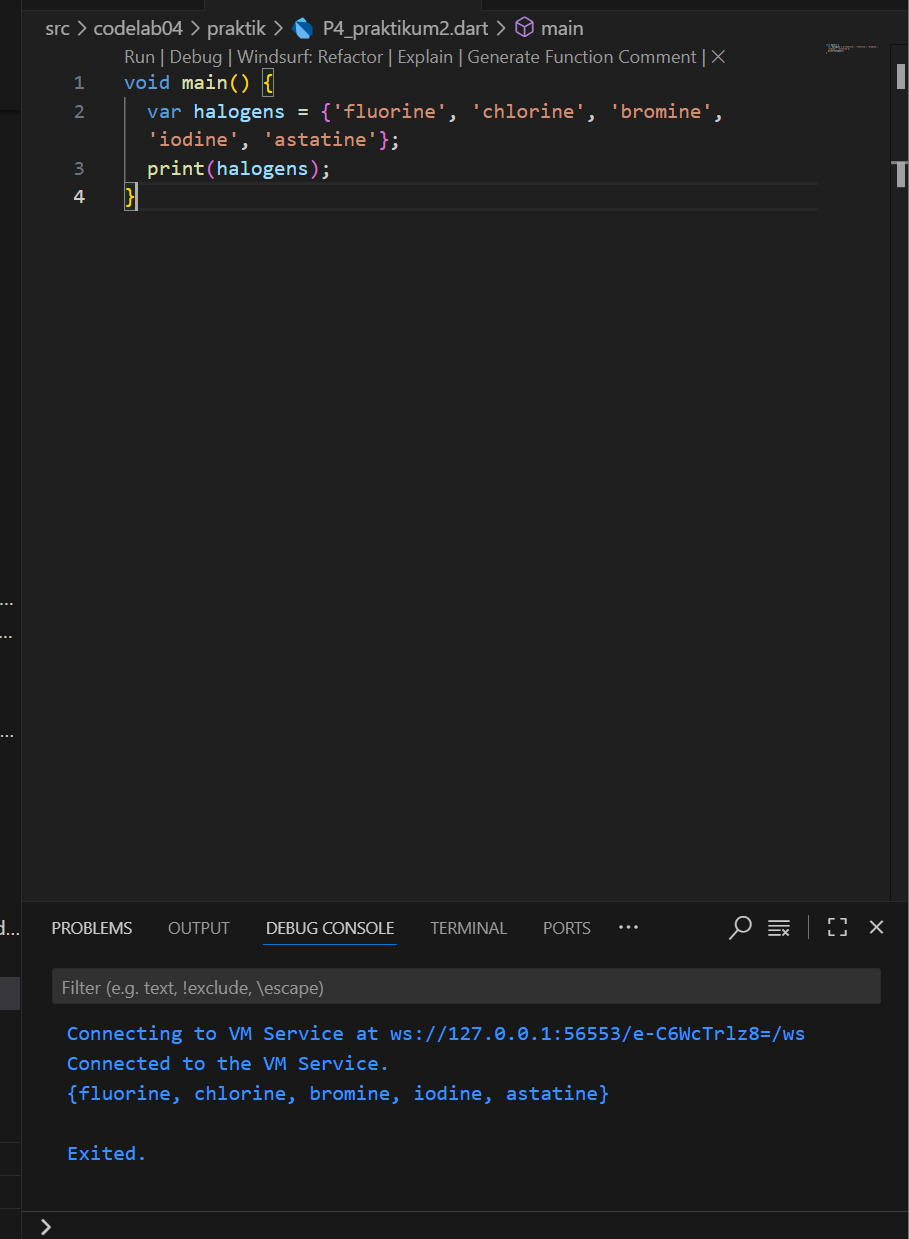 src > codelab04 > praktik > P4_praktikum2.dart > main
Run | Debug | Windsurf: Refactor | Explain | Generate Function Comment | ×
1 void main() {
2 var halogens = {'fluorine', 'chlorine', 'bromine',
'iodine', 'astatine'};
3 print(halogens);
4 }
...
...
...
d...
PROBLEMS OUTPUT DEBUG CONSOLE TERMINAL PORTS ...
Filter (e.g. text, !exclude, \escape)
Connecting to VM Service at ws://127.0.0.1:56553/e-C6WcTrlz8=/ws
Connected to the VM Service.
{fluorine, chlorine, bromine, iodine, astatine}
Exited.
>